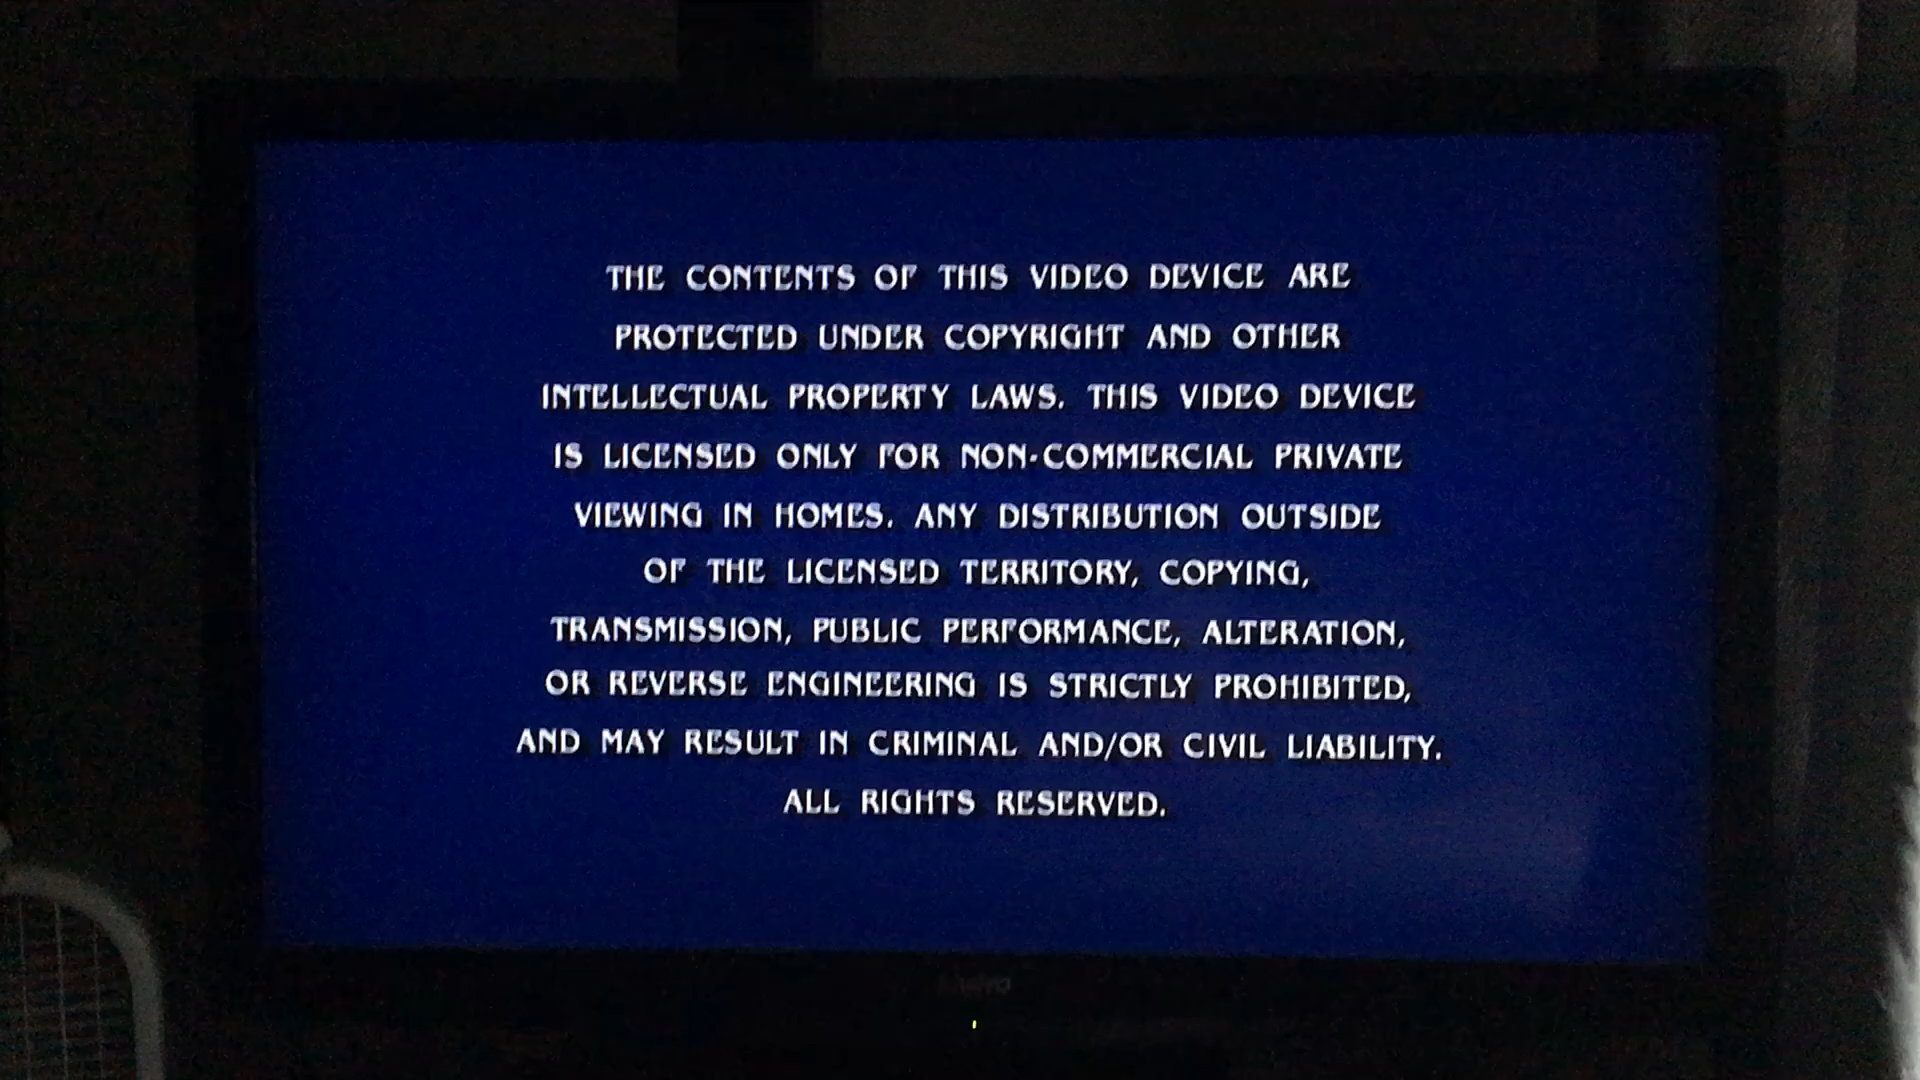 THE CONTENTS OF THIS VIDEO DEVICE ARE
PROTECTED UNDER COPYRIGHT AND OTHER
INTELLECTUAL PROPERTY LAWS. THIS VIDEO DEVICE
IS LICENSED ONLY FOR NON-COMMERCIAL PRIVATE
VIEWING IN HOMES. ANY DISTRIBUTION OUTSIDE
OF THE LICENSED TERRITORY, COPYING,
TRANSMISSION, PUBLIC PERFORMANCE, ALTERATION,
OR REVERSE ENGINEERING IS STRICTLY PROHIBITED,
AND MAY RESULT IN CRIMINAL AND/OR CIVIL LIABILITY.
ALL RIGHTS RESERVED.